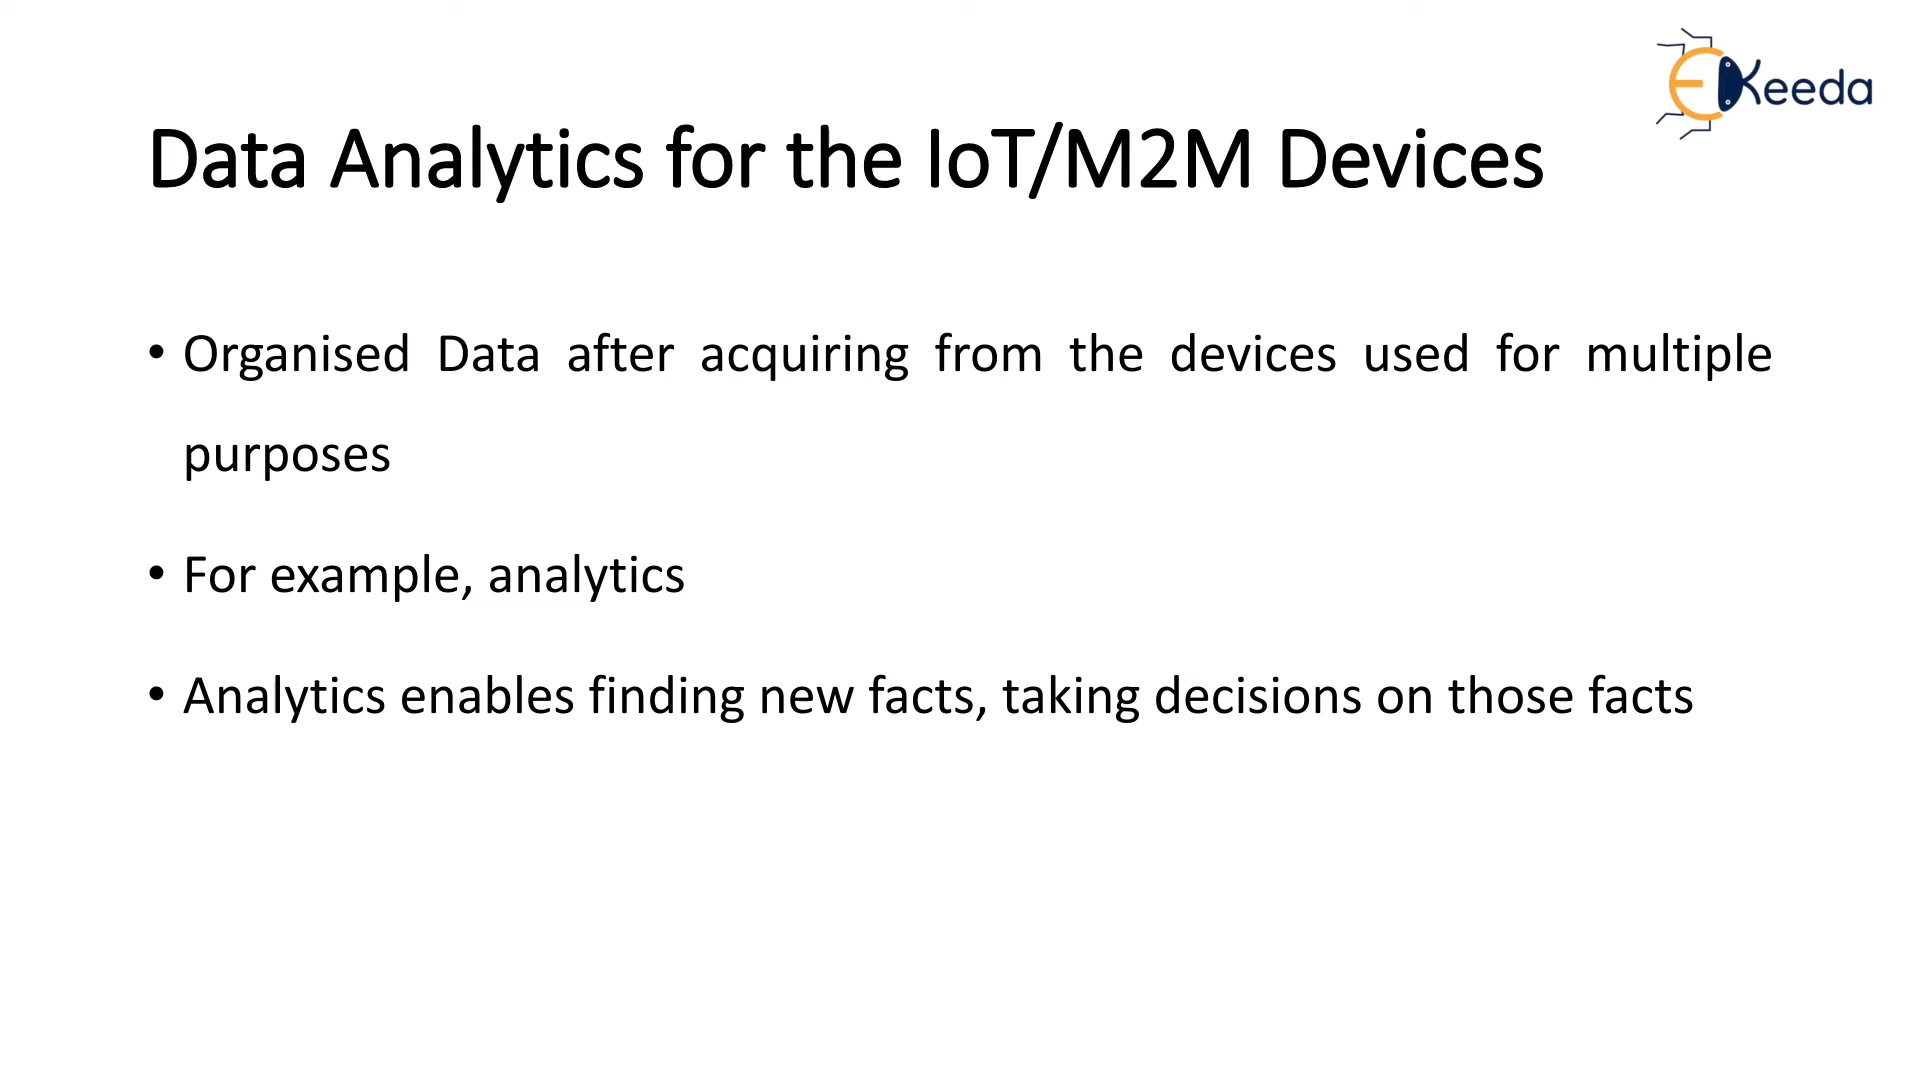 EKeeda
Data Analytics for the IoT/M2M Devices
• Organised Data after acquiring from the devices used for multiple
purposes
• For example, analytics
• Analytics enables finding new facts, taking decisions on those facts